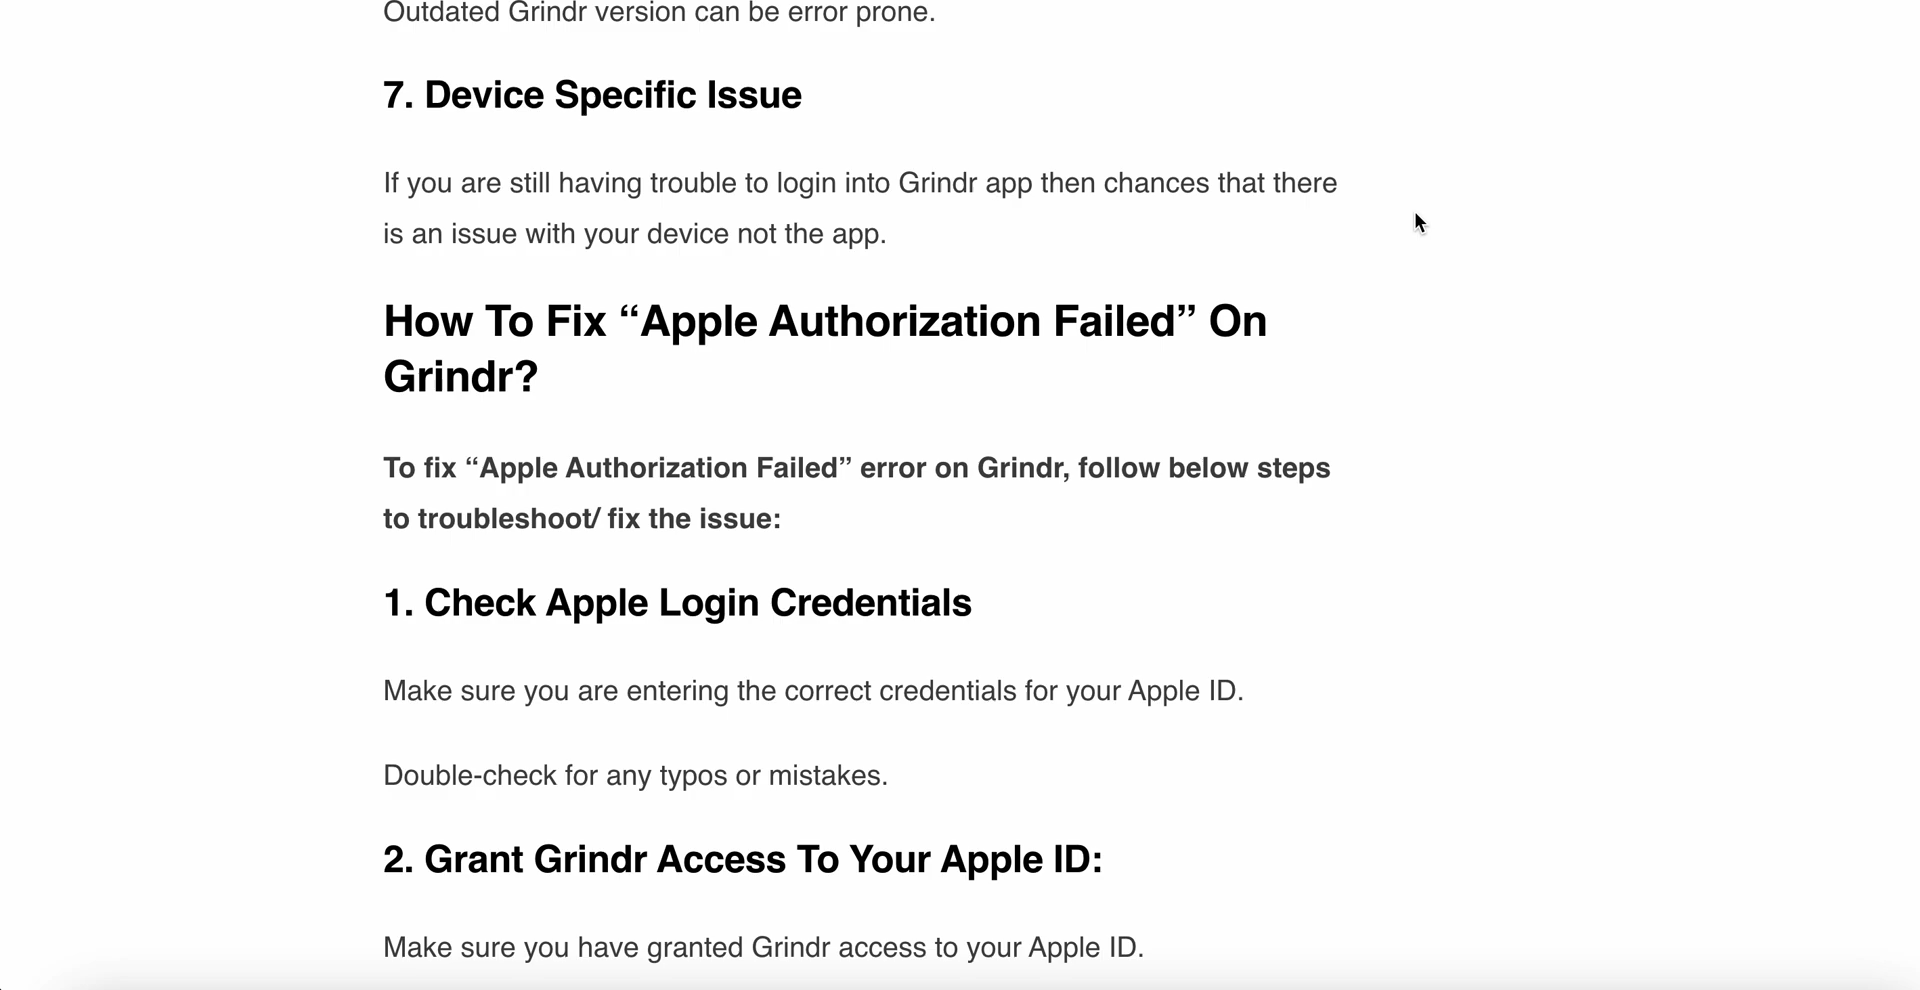 Outdated Grindr version can be error prone.
7. Device Specific Issue
If you are still having trouble to login into Grindr app then chances that there
is an issue with your device not the app.
How To Fix “Apple Authorization Failed” On
Grindr?
To fix “Apple Authorization Failed” error on Grindr, follow below steps
to troubleshoot/ fix the issue:
1. Check Apple Login Credentials
Make sure you are entering the correct credentials for your Apple ID.
Double-check for any typos or mistakes.
2. Grant Grindr Access To Your Apple ID:
Make sure you have granted Grindr access to your Apple ID.